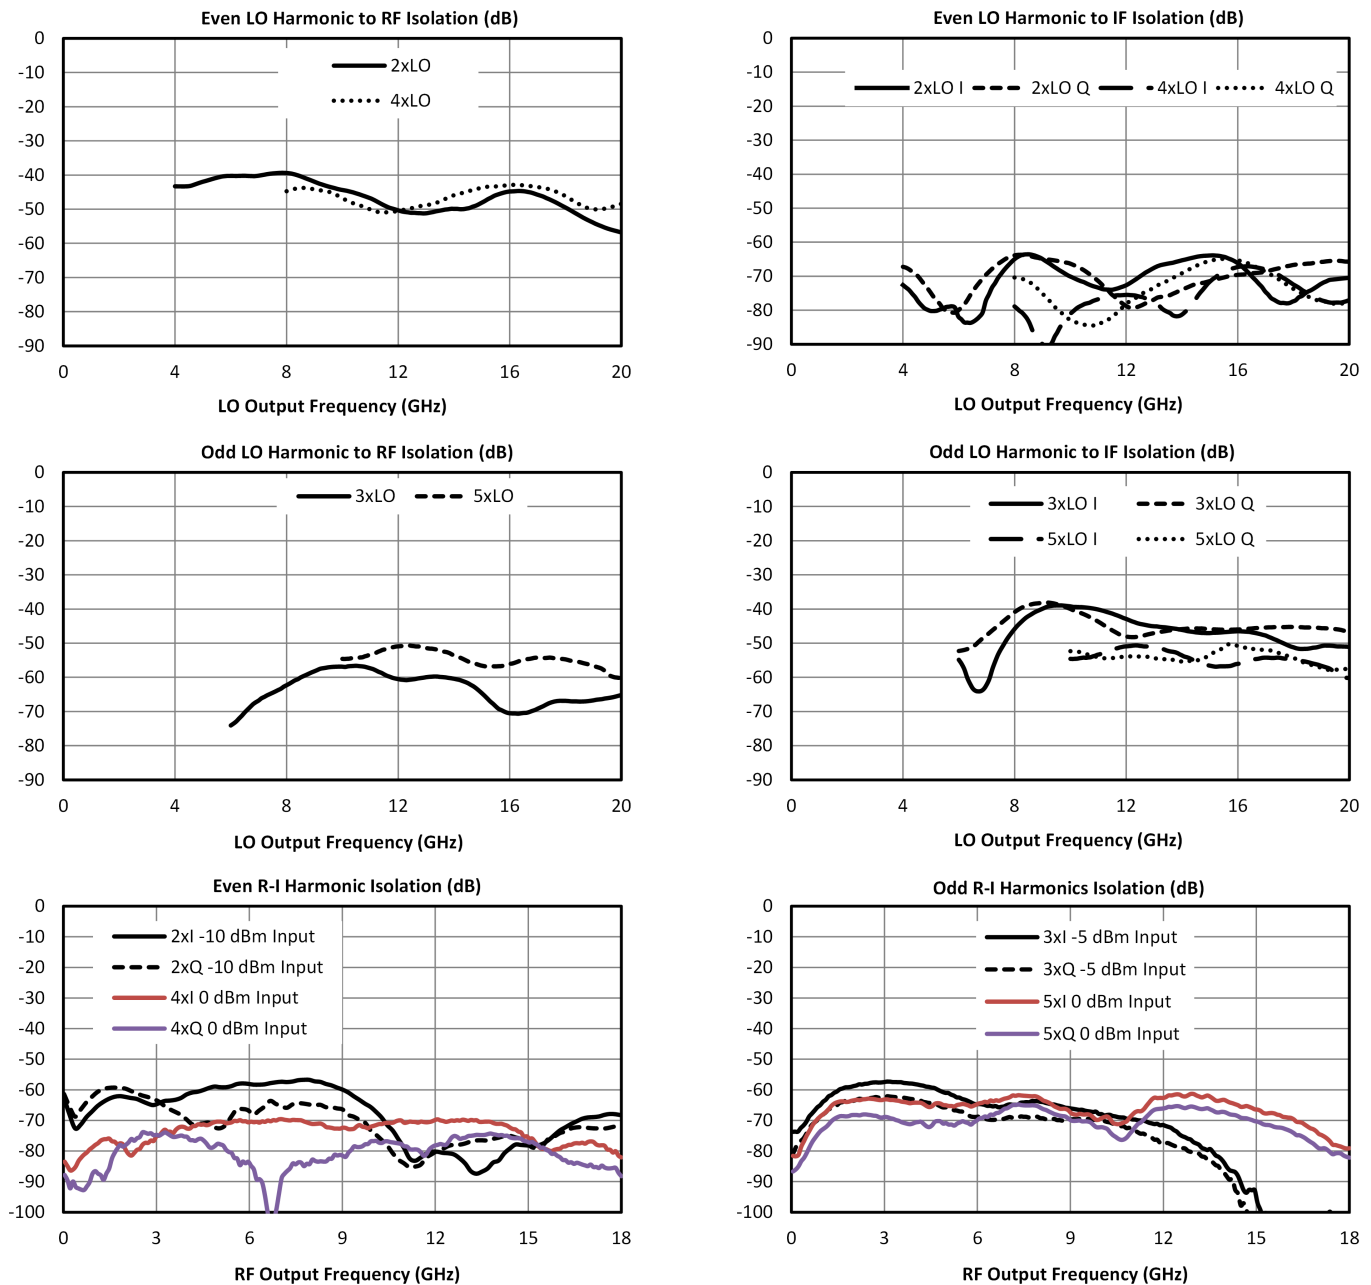 Even LO Harmonic to RF Isolation (dB)
0
-10
-20
-30
-40
-50
-60
-70
-80
-90
2xLO
4xLO
0 4 8 12 16 20
LO Output Frequency (GHz)
Even LO Harmonic to IF Isolation (dB)
0
-10
-20
-30
-40
-50
-60
-70
-80
-90
2xLO I 2xLO Q 4xLO I 4xLO Q
0 4 8 12 16 20
LO Output Frequency (GHz)
Odd LO Harmonic to RF Isolation (dB)
0
-10
-20
-30
-40
-50
-60
-70
-80
-90
3xLO 5xLO
0 4 8 12 16 20
LO Output Frequency (GHz)
Odd LO Harmonic to IF Isolation (dB)
0
-10
-20
-30
-40
-50
-60
-70
-80
-90
3xLO I 3xLO Q
5xLO I 5xLO Q
0 4 8 12 16 20
LO Output Frequency (GHz)
Even R-I Harmonic Isolation (dB)
0
-10
-20
-30
-40
-50
-60
-70
-80
-90
-100
2xI -10 dBm Input
2xQ -10 dBm Input
4xI 0 dBm Input
4xQ 0 dBm Input
0 3 6 9 12 15 18
RF Output Frequency (GHz)
Odd R-I Harmonics Isolation (dB)
0
-10
-20
-30
-40
-50
-60
-70
-80
-90
-100
3xI -5 dBm Input
3xQ -5 dBm Input
5xI 0 dBm Input
5xQ 0 dBm Input
0 3 6 9 12 15 18
RF Output Frequency (GHz)